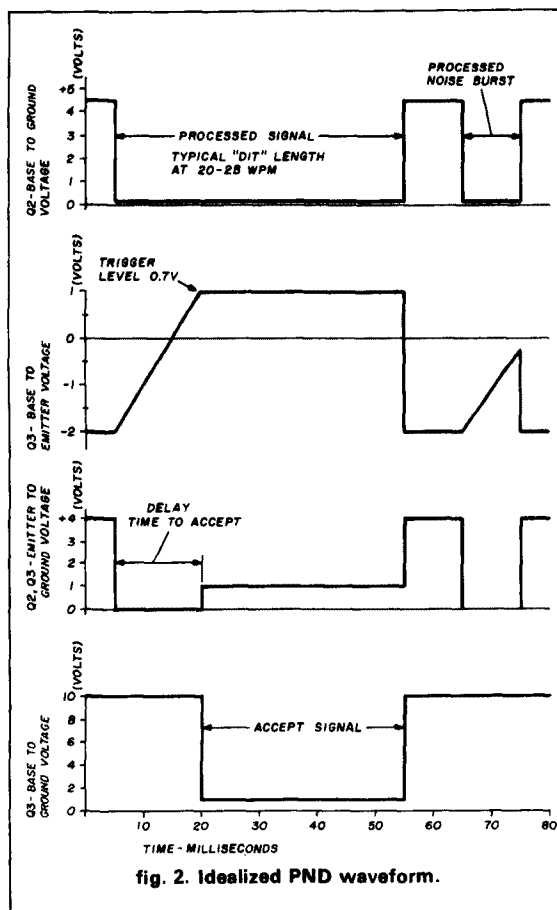 (VOLTS)
+5
4
3
2
1
0
Q2-BASE TO GROUND
VOLTAGE
PROCESSED SIGNAL
TYPICAL "DIT" LENGTH
AT 20-25 WPM
PROCESSED
NOISE BURST
(VOLTS)
1
0
-1
-2
Q3- BASE TO
EMITTER VOLTAGE
TRIGGER
LEVEL 0.7V
(VOLTS)
+4
3
2
1
0
Q2, Q3-EMITTER TO
GROUND VOLTAGE
DELAY
TIME TO ACCEPT
(VOLTS)
10
8
6
4
2
0
Q3-BASE TO
GROUND VOLTAGE
ACCEPT SIGNAL
10 20 30 40 50 60 70 80
TIME-MILLISECONDS
fig. 2. Idealized PND waveform.